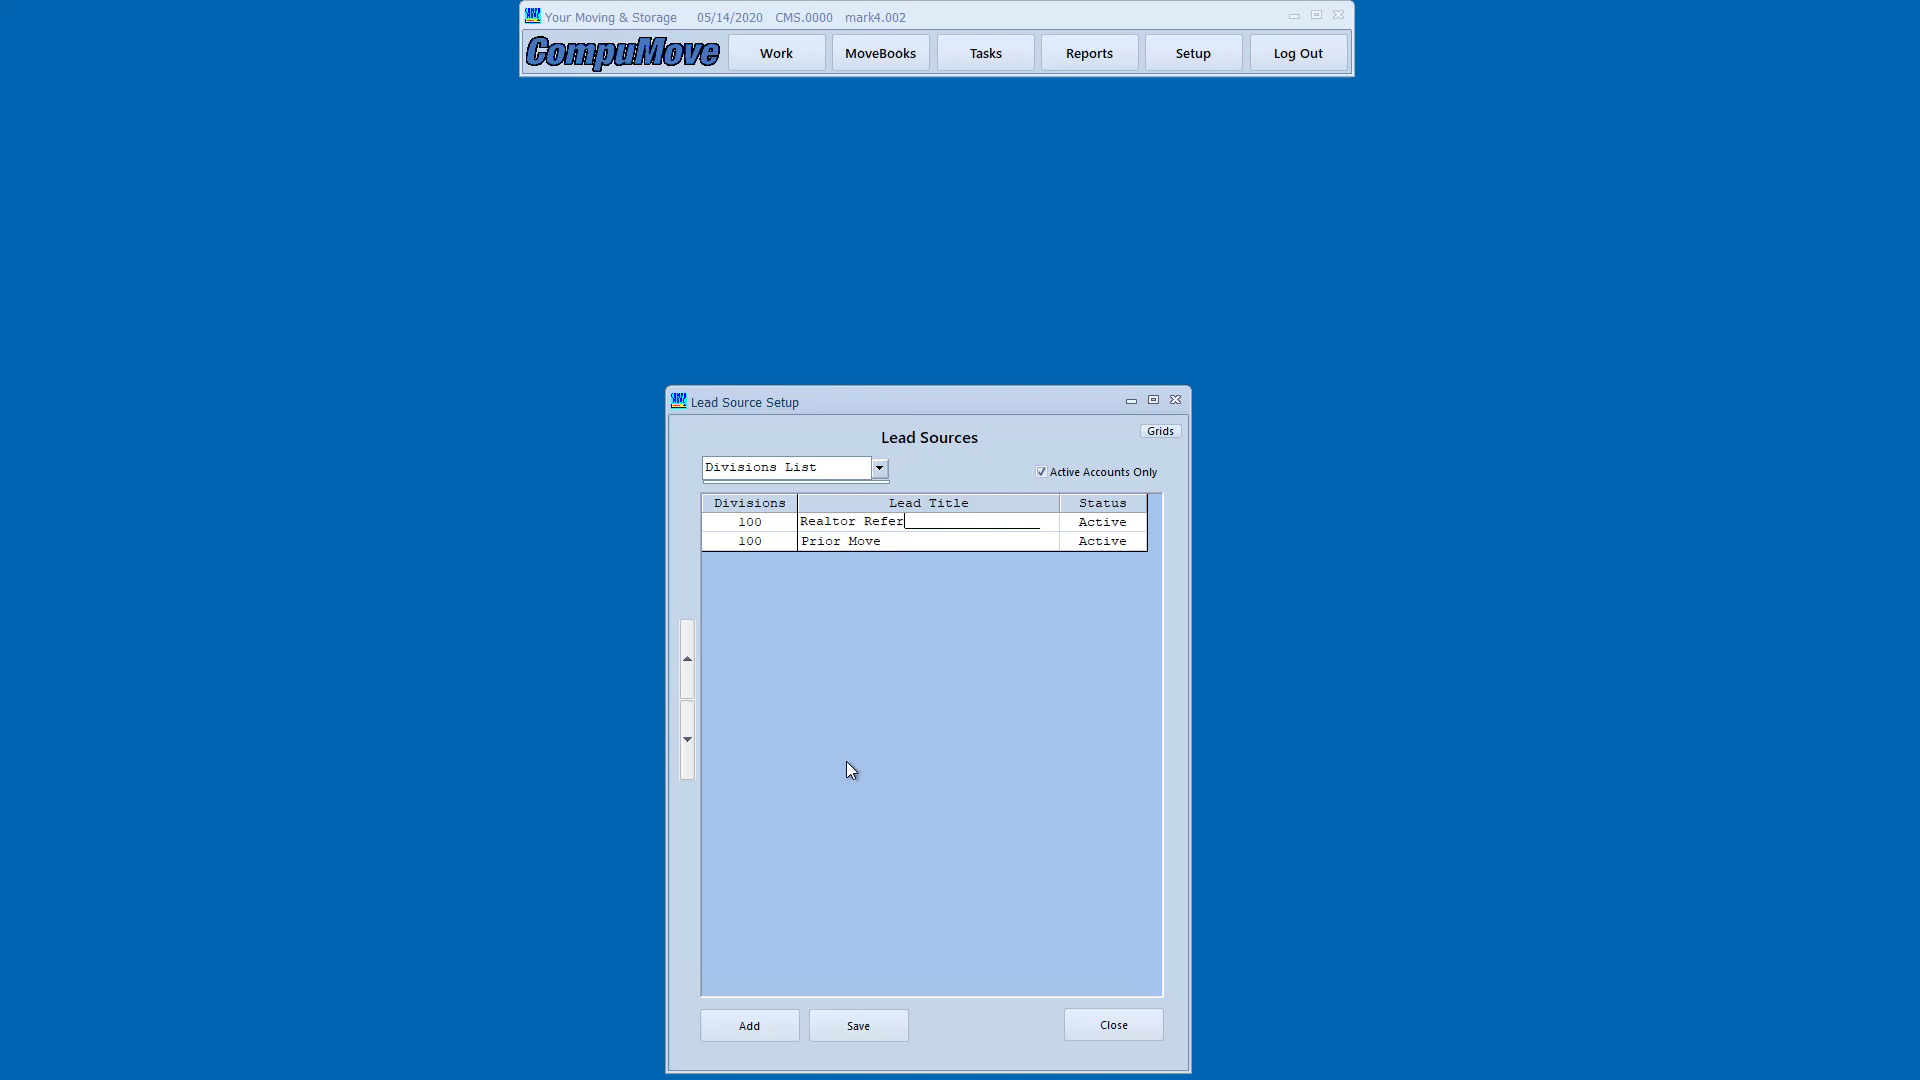 Your Moving & Storage 05/14/2020 CMS.0000 mark4.002
CompuMove Work MoveBooks Tasks Reports Setup Log Out
Lead Source Setup
Lead Sources
Grids
Divisions List
Active Accounts Only
Divisions Lead Title Status
100 Realtor Refer Active
100 Prior Move Active
Add Save Close